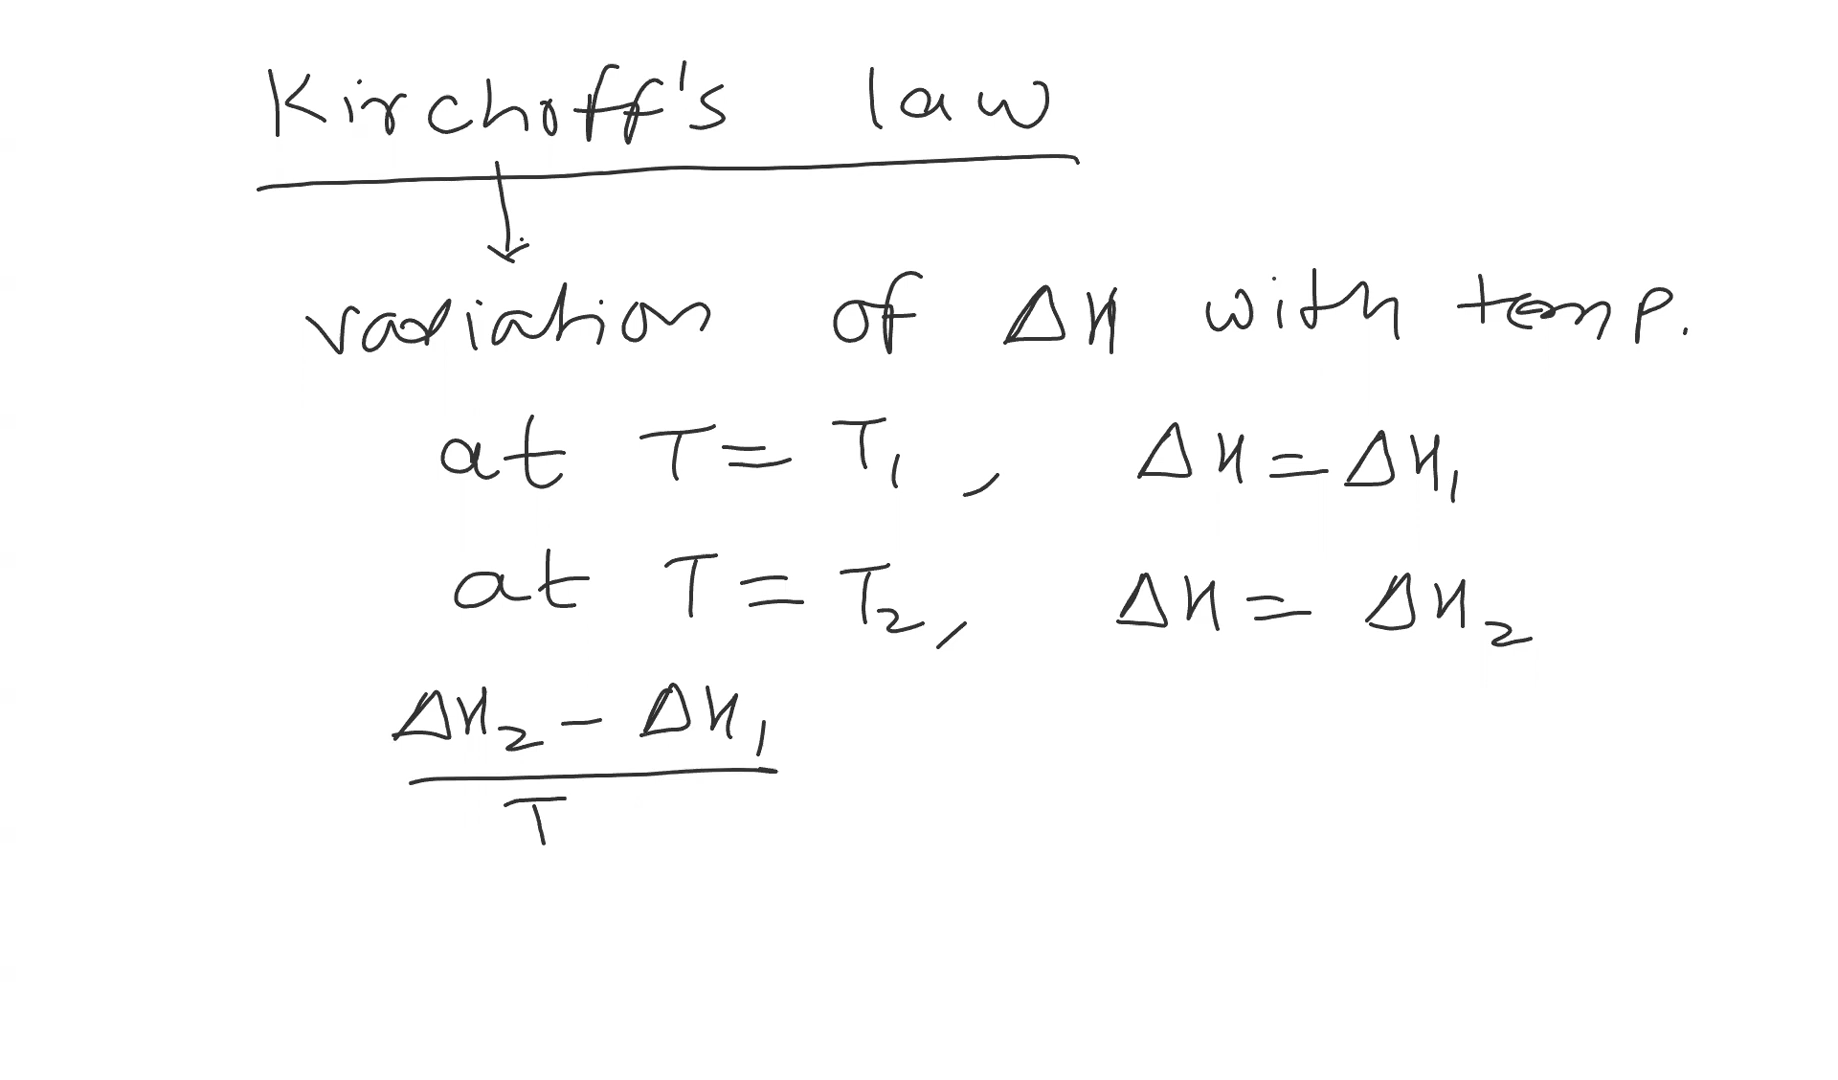 Kirchoff's law
variation of ΔH with temp.
at T = T₁, ΔH = ΔH₁
at T = T₂, ΔH = ΔH₂
ΔH₂ - ΔH₁
T